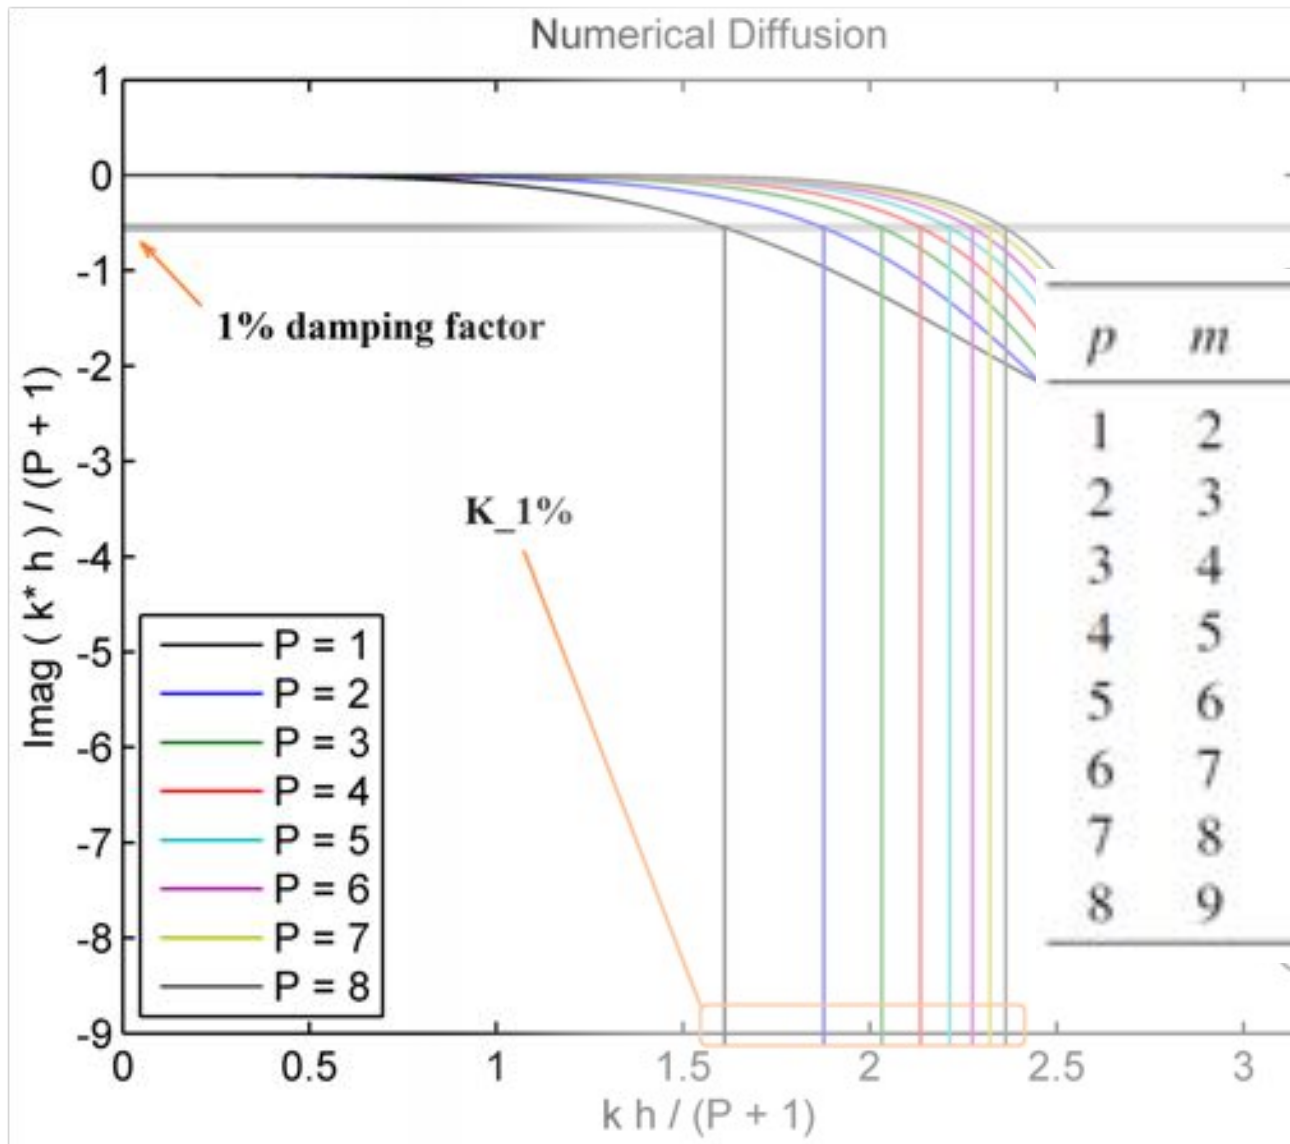 Numerical Diffusion
1
0
-1
-2
-3
-4
-5
-6
-7
-8
-9
Imag ( k* h ) / (P + 1)
1% damping factor
K_1%
P = 1
P = 2
P = 3
P = 4
P = 5
P = 6
P = 7
P = 8
p m
1 2
2 3
3 4
4 5
5 6
6 7
7 8
8 9
0 0.5 1 1.5 2 2.5 3
k h / (P + 1)